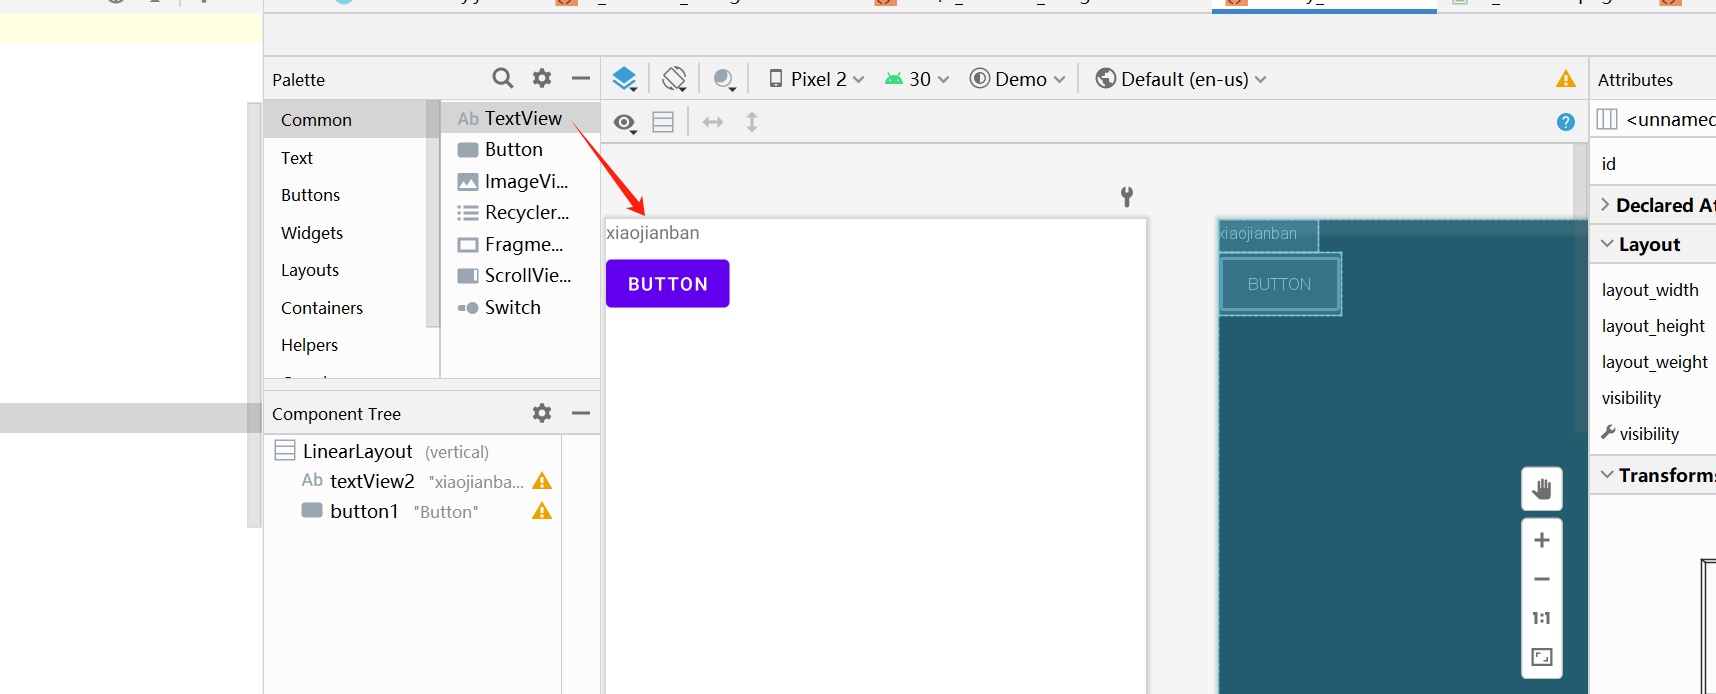 Palette
Pixel 2
30
Demo
Default (en-us)
Attributes
Common
Text
Buttons
Widgets
Layouts
Containers
Helpers
Ab TextView
Button
ImageVi...
Recycler...
Fragme...
ScrollVie...
Switch
xiaojianban
BUTTON
xiaojianban
BUTTON
Component Tree
LinearLayout (vertical)
Ab textView2 "xiaojianba...
button1 "Button"
<unnamed
id
Declared At
Layout
layout_width
layout_height
layout_weight
visibility
visibility
Transforms
1:1